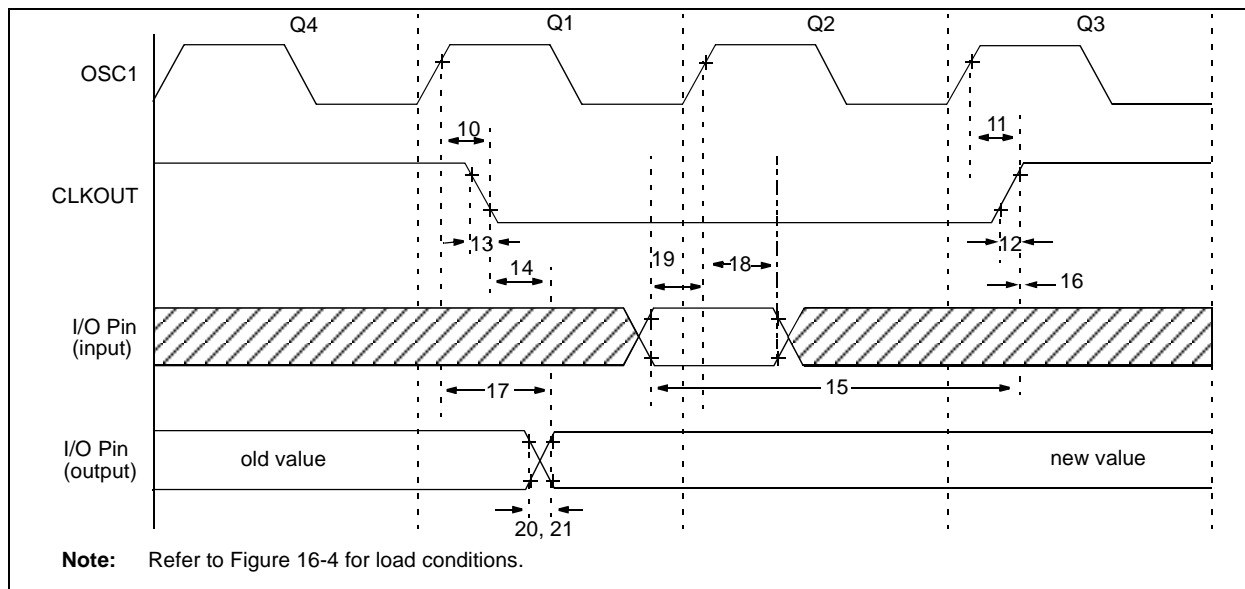 Q4 Q1 Q2 Q3
OSC1
10 11
CLKOUT
13 12
14 19 18 16
I/O Pin
(input)
17 15
I/O Pin
(output)
old value new value
20, 21
Note: Refer to Figure 16-4 for load conditions.